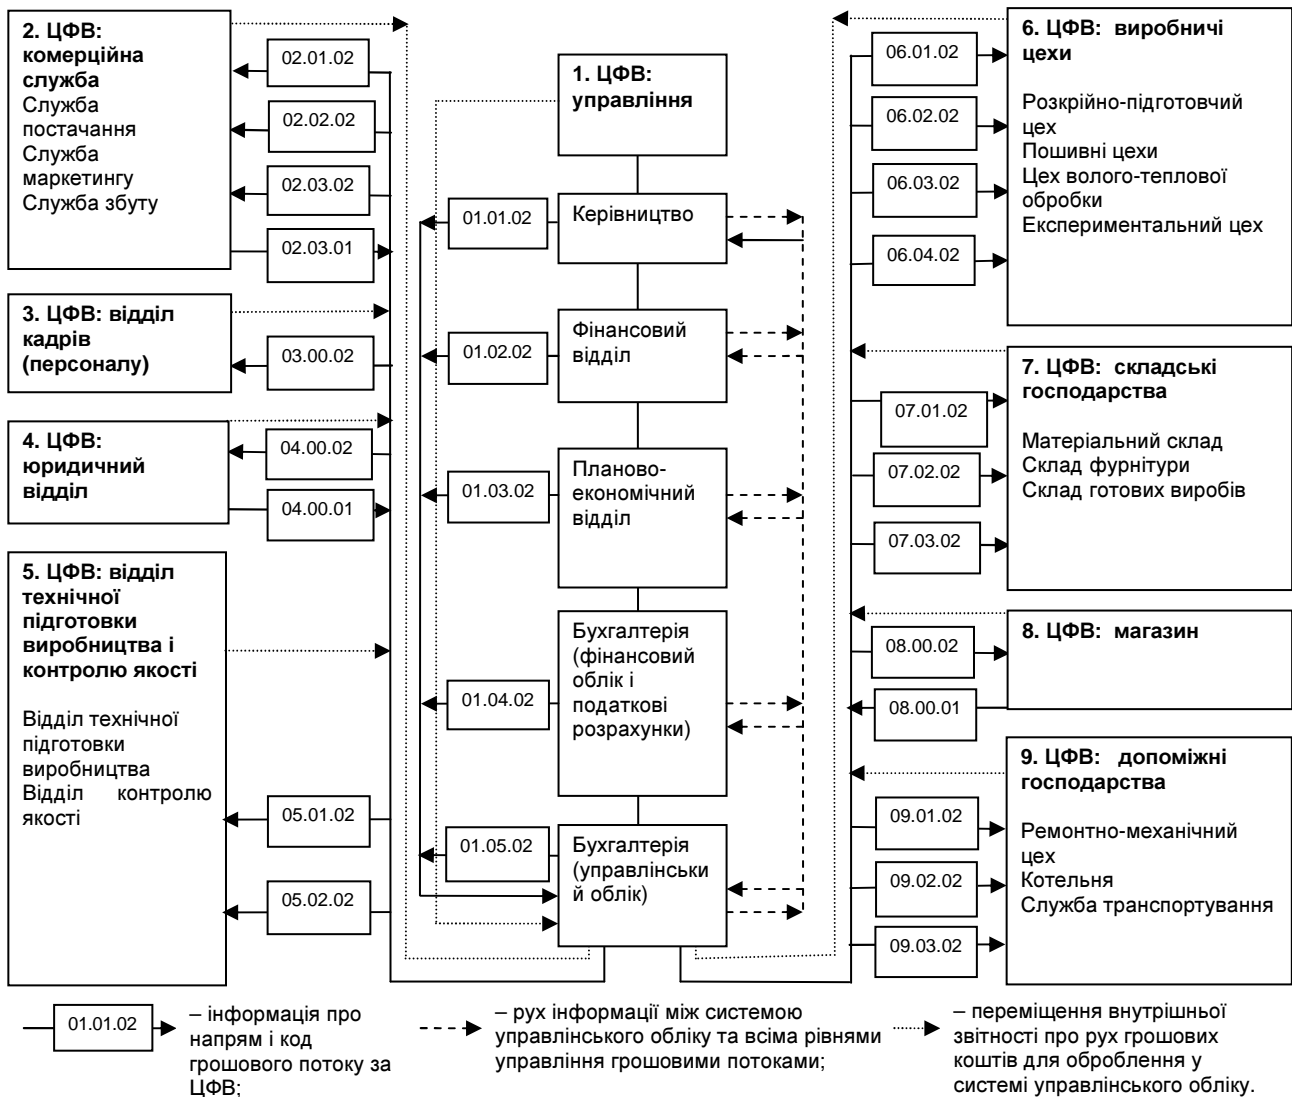 2. ЦФВ:
комерційна
служба
Служба
постачання
Служба
маркетингу
Служба збуту
02.01.02
02.02.02
02.03.02
02.03.01
3. ЦФВ: відділ
кадрів
(персоналу)
03.00.02
4. ЦФВ:
юридичний
відділ
04.00.02
04.00.01
5. ЦФВ: відділ
технічної
підготовки
виробництва і
контролю якості
Відділ технічної
підготовки
виробництва
Відділ контролю
якості
05.01.02
05.02.02
1. ЦФВ:
управління
01.01.02
Керівництво
01.02.02
Фінансовий
відділ
01.03.02
Планово-
економічний
відділ
01.04.02
Бухгалтерія
(фінансовий
облік і
податкові
розрахунки)
01.05.02
Бухгалтерія
(управлінськи
й облік)
06.01.02
06.02.02
06.03.02
06.04.02
6. ЦФВ: виробничі
цехи
Розкрійно-підготовчий
цех
Пошивні цехи
Цех волого-теплової
обробки
Експериментальний цех
07.01.02
07.02.02
07.03.02
7. ЦФВ: складські
господарства
Матеріальний склад
Склад фурнітури
Склад готових виробів
08.00.02
08.00.01
8. ЦФВ: магазин
09.01.02
09.02.02
09.03.02
9. ЦФВ: допоміжні
господарства
Ремонтно-механічний
цех
Котельня
Служба транспортування
01.01.02
– інформація про
напрям і код
грошового потоку за
ЦФВ;
– рух інформації між системою
управлінського обліку та всіма рівнями
управління грошовими потоками;
– переміщення внутрішньої
звітності про рух грошових
коштів для оброблення у
системі управлінського обліку.